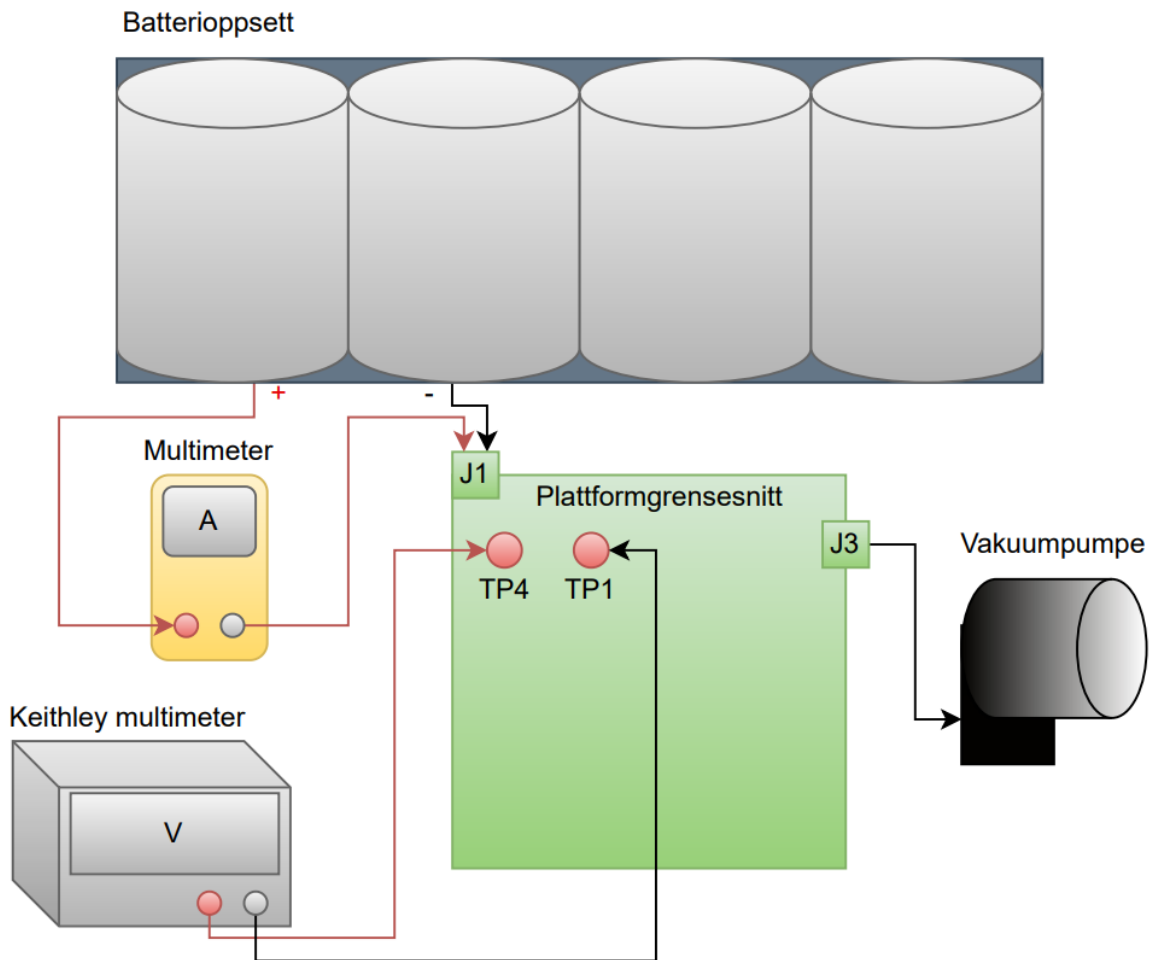 Batterioppsett
+
-
Multimeter
A
J1
Plattformgrensesnitt
TP4
TP1
J3
Vakuumpumpe
Keithley multimeter
V